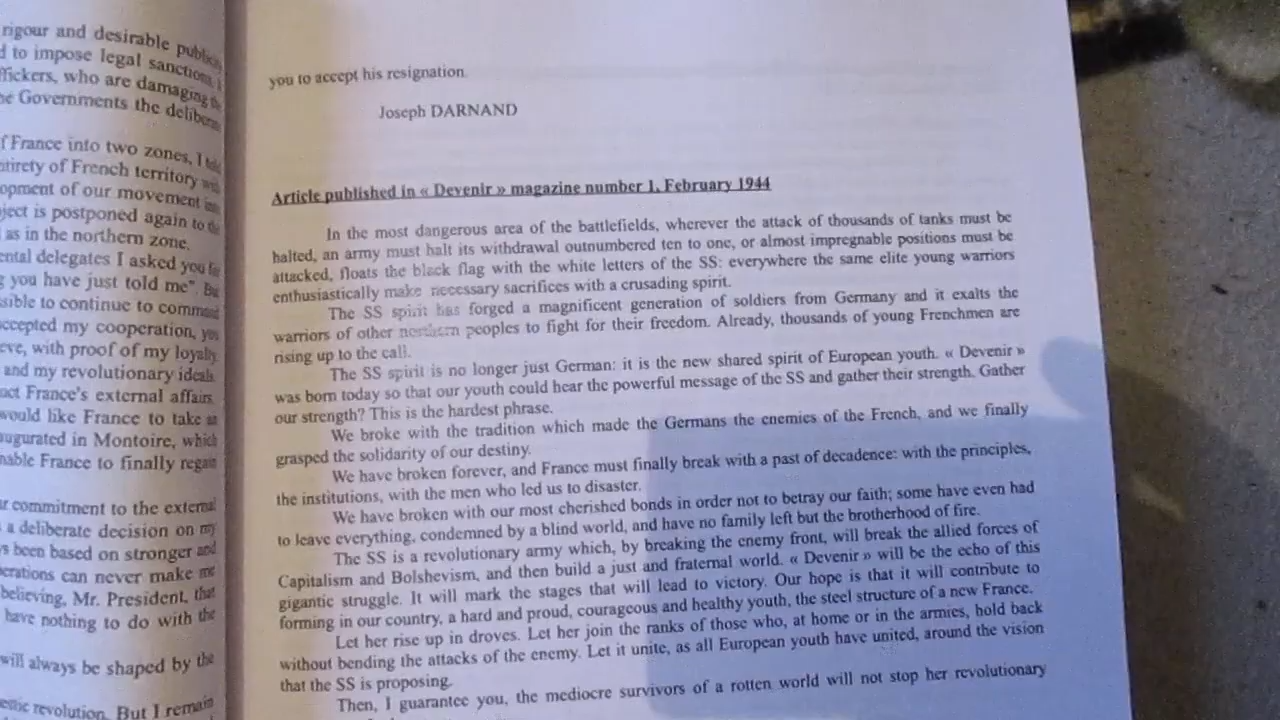 rigour and desirable
d to impose legal sanctions
ffickers, who are damaging the
he Governments the
f France into two zones, I
ntirety of French territory
opment of our movement
ject is postponed again to the
as in the northern zone.
ental delegates I asked you
g you have just told me". But
ssible to continue to command
ccepted my cooperation, you
eve, with proof of my loyalty
and my revolutionary ideals
act France's external affairs
would like France to take an
augurated in Montoire, which
nable France to finally regain
ur commitment to the external
a deliberate decision on my
s been based on stronger and
erations can never make me
believing, Mr. President, that
have nothing to do with the
will always be shaped by the
revolution. But I remain
you to accept his resignation.
Joseph DARNAND
Article published in « Devenir » magazine number 1, February 1944
In the most dangerous area of the battlefields, wherever the attack of thousands of tanks must be
halted, an army must halt its withdrawal outnumbered ten to one, or almost impregnable positions must be
attacked, floats the black flag with the white letters of the SS: everywhere the same elite young warriors
enthusiastically make necessary sacrifices with a crusading spirit.
The SS spirit has forged a magnificent generation of soldiers from Germany and it exalts the
warriors of other northern peoples to fight for their freedom. Already, thousands of young Frenchmen are
rising up to the call.
The SS spirit is no longer just German: it is the new shared spirit of European youth. « Devenir »
was born today so that our youth could hear the powerful message of the SS and gather their strength. Gather
our strength? This is the hardest phrase.
We broke with the tradition which made the Germans the enemies of the French, and we finally
grasped the solidarity of our destiny.
We have broken forever, and France must finally break with a past of decadence: with the principles,
the institutions, with the men who led us to disaster.
We have broken with our most cherished bonds in order not to betray our faith; some have even had
to leave everything, condemned by a blind world, and have no family left but the brotherhood of fire.
The SS is a revolutionary army which, by breaking the enemy front, will break the allied forces of
Capitalism and Bolshevism, and then build a just and fraternal world. « Devenir » will be the echo of this
gigantic struggle. It will mark the stages that will lead to victory. Our hope is that it will contribute to
forming in our country, a hard and proud, courageous and healthy youth, the steel structure of a new France.
Let her rise up in droves. Let her join the ranks of those who, at home or in the armies, hold back
without bending the attacks of the enemy. Let it unite, as all European youth have united, around the vision
that the SS is proposing.
Then, I guarantee you, the mediocre survivors of a rotten world will not stop her revolutionary